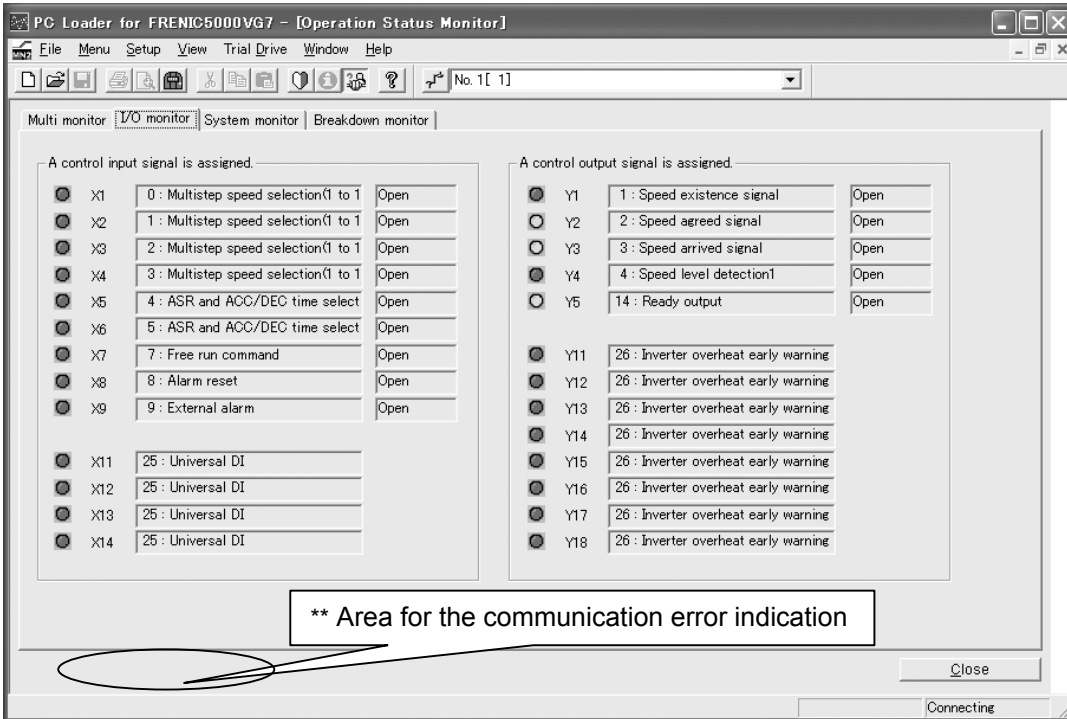 PC Loader for FRENIC5000VG7 - [Operation Status Monitor]
MN2 File Menu Setup View Trial Drive Window Help
No. 1[ 1]
Multi monitor I/O monitor System monitor Breakdown monitor
A control input signal is assigned.
X1 0 : Multistep speed selection(1 to 1 Open
X2 1 : Multistep speed selection(1 to 1 Open
X3 2 : Multistep speed selection(1 to 1 Open
X4 3 : Multistep speed selection(1 to 1 Open
X5 4 : ASR and ACC/DEC time select Open
X6 5 : ASR and ACC/DEC time select Open
X7 7 : Free run command Open
X8 8 : Alarm reset Open
X9 9 : External alarm Open
X11 25 : Universal DI
X12 25 : Universal DI
X13 25 : Universal DI
X14 25 : Universal DI
A control output signal is assigned.
Y1 1 : Speed existence signal Open
Y2 2 : Speed agreed signal Open
Y3 3 : Speed arrived signal Open
Y4 4 : Speed level detection1 Open
Y5 14 : Ready output Open
Y11 26 : Inverter overheat early warning
Y12 26 : Inverter overheat early warning
Y13 26 : Inverter overheat early warning
Y14 26 : Inverter overheat early warning
Y15 26 : Inverter overheat early warning
Y16 26 : Inverter overheat early warning
Y17 26 : Inverter overheat early warning
Y18 26 : Inverter overheat early warning
** Area for the communication error indication
Close
Connecting